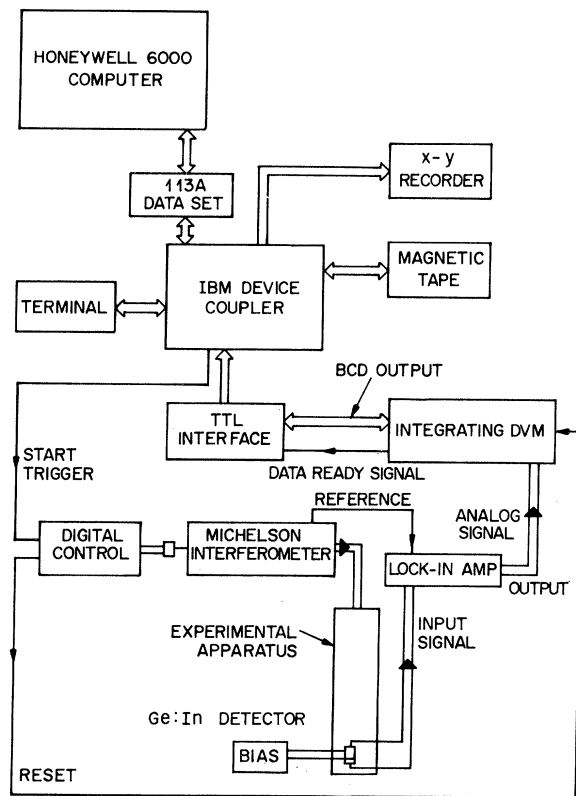 HONEYWELL 6000
COMPUTER
113A
DATA SET
x-y
RECORDER
IBM DEVICE
COUPLER
MAGNETIC
TAPE
TERMINAL
BCD OUTPUT
TTL
INTERFACE
INTEGRATING DVM
START
TRIGGER
DATA READY SIGNAL
REFERENCE
ANALOG
SIGNAL
DIGITAL
CONTROL
MICHELSON
INTERFEROMETER
LOCK-IN AMP
OUTPUT
EXPERIMENTAL
APPARATUS
INPUT
SIGNAL
Ge:In DETECTOR
BIAS
RESET